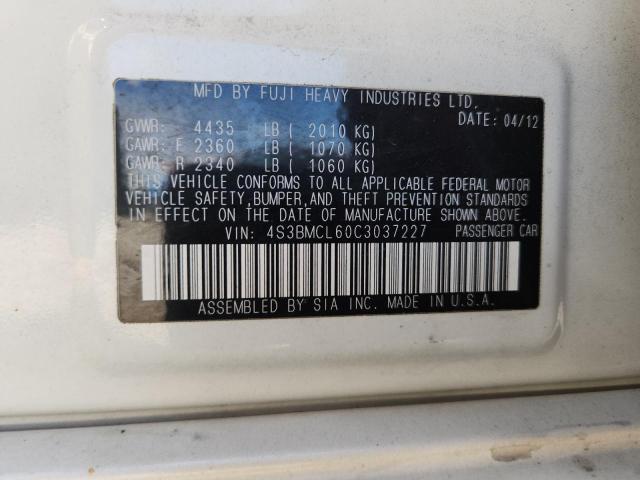 MFD BY FUJI HEAVY INDUSTRIES LTD.
DATE: 04/12
GVWR: 4435 LB ( 2010 KG)
GAWR: F 2360 LB ( 1070 KG)
GAWR: R 2340 LB ( 1060 KG)
THIS VEHICLE CONFORMS TO ALL APPLICABLE FEDERAL MOTOR
VEHICLE SAFETY,BUMPER,AND THEFT PREVENTION STANDARDS
IN EFFECT ON THE DATE OF MANUFACTURE SHOWN ABOVE.
VIN: 4S3BMCL60C3037227 PASSENGER CAR
ASSEMBLED BY SIA INC. MADE IN U.S.A.